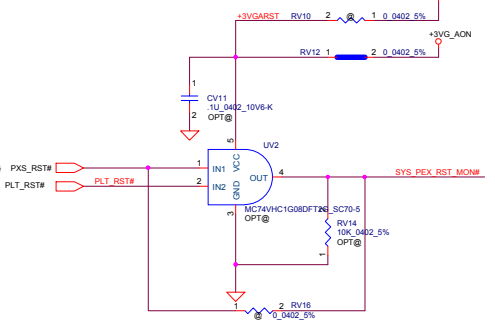 +3VGARST RV10 2 @ 1 0_0402_5%
+3VG_AON
RV12 1 2 0_0402_5%
1
CV11
.1U_0402_10V6-K
2
OPT@
5
UV2
PXS_RST# 1 IN1 VCC
OUT 4 SYS_PEX_RST_MON#
PLT_RST# PLT_RST# 2 IN2 GND
3
MC74VHC1G08DFT2G_SC70-5
OPT@
2
RV14
10K_0402_5%
OPT@
1
1 2 RV16
@ 0_0402_5%